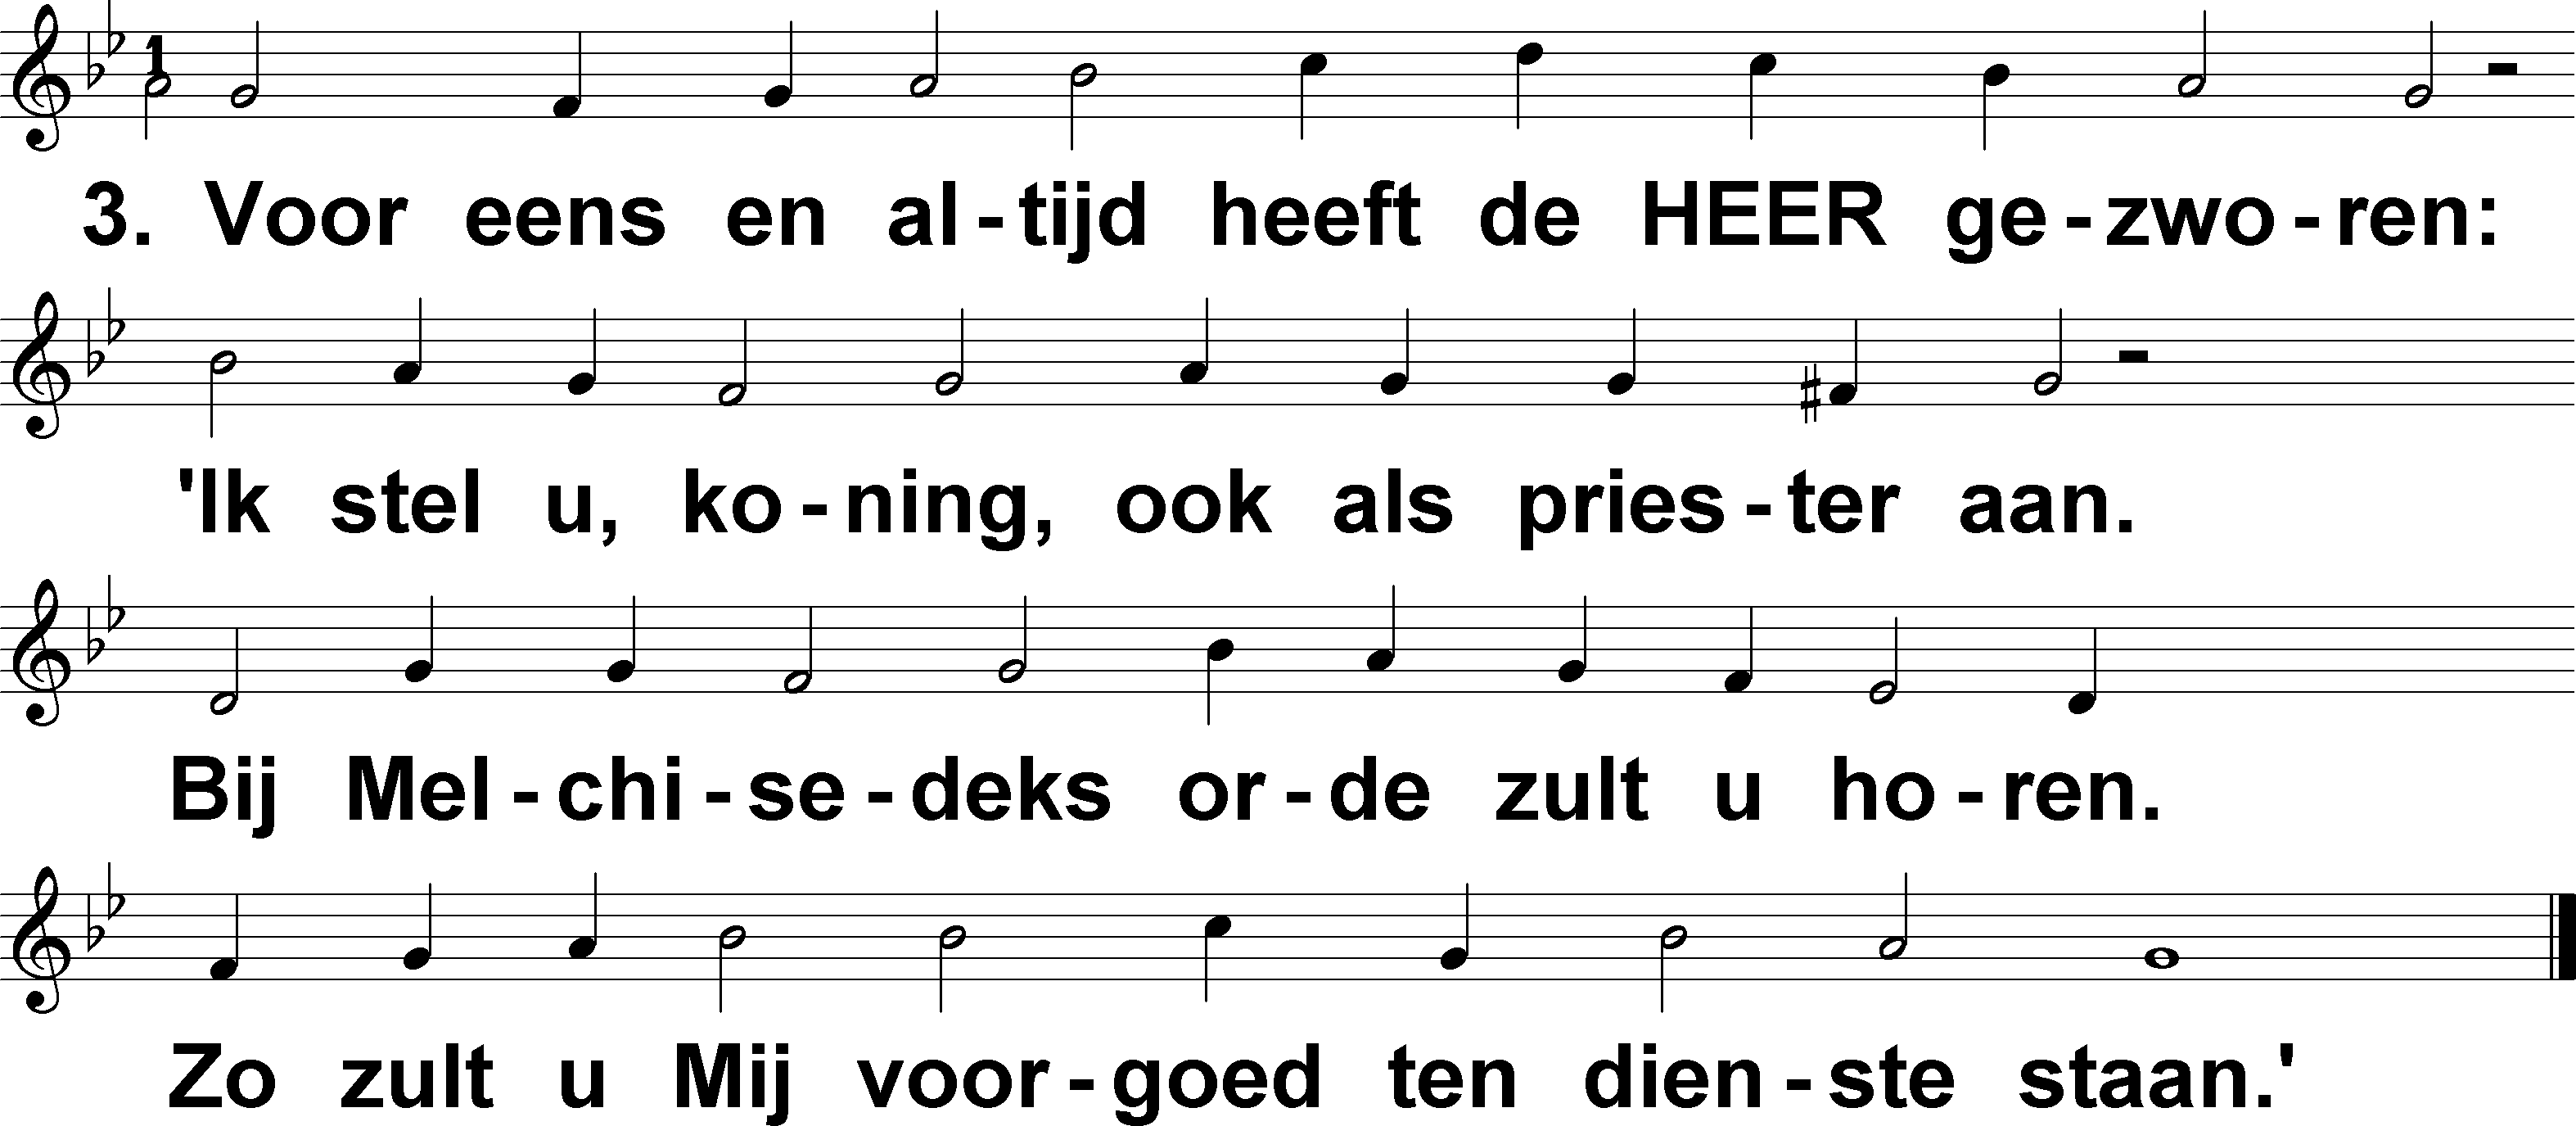 1
3. Voor eens en al-tijd heeft de HEER ge-zwo-ren:
'Ik stel u, ko-ning, ook als pries-ter aan.
Bij Mel-chi-se-deks or-de zult u ho-ren.
Zo zult u Mij voor-goed ten dien-ste staan.'